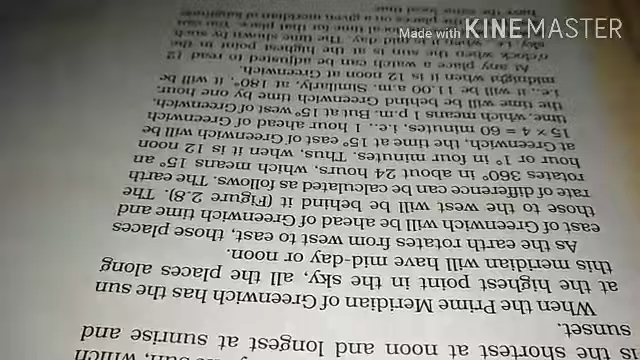 Made with KINEMASTER
is the shortest at noon and longest at sunrise and
sunset.
When the Prime Meridian of Greenwich has the sun
at the highest point in the sky, all the places along
this meridian will have mid-day or noon.
As the earth rotates from west to east, those places
east of Greenwich will be ahead of Greenwich time and
those to the west will be behind it (Figure 2.8). The
rate of difference can be calculated as follows. The earth
rotates 360° in about 24 hours, which means 15° an
hour or 1° in four minutes. Thus, when it is 12 noon
at Greenwich, the time at 15° east of Greenwich will be
15 × 4 = 60 minutes, i.e., 1 hour ahead of Greenwich
time, which means 1 p.m. But at 15° west of Greenwich,
the time will be behind Greenwich time by one hour,
i.e., it will be 11.00 a.m. Similarly, at 180°, it will be
midnight when it is 12 noon at Greenwich.
At any place a watch can be adjusted to read 12
o'clock when the sun is at the highest point in the
sky, i.e., when it is mid-day. The time shown by such